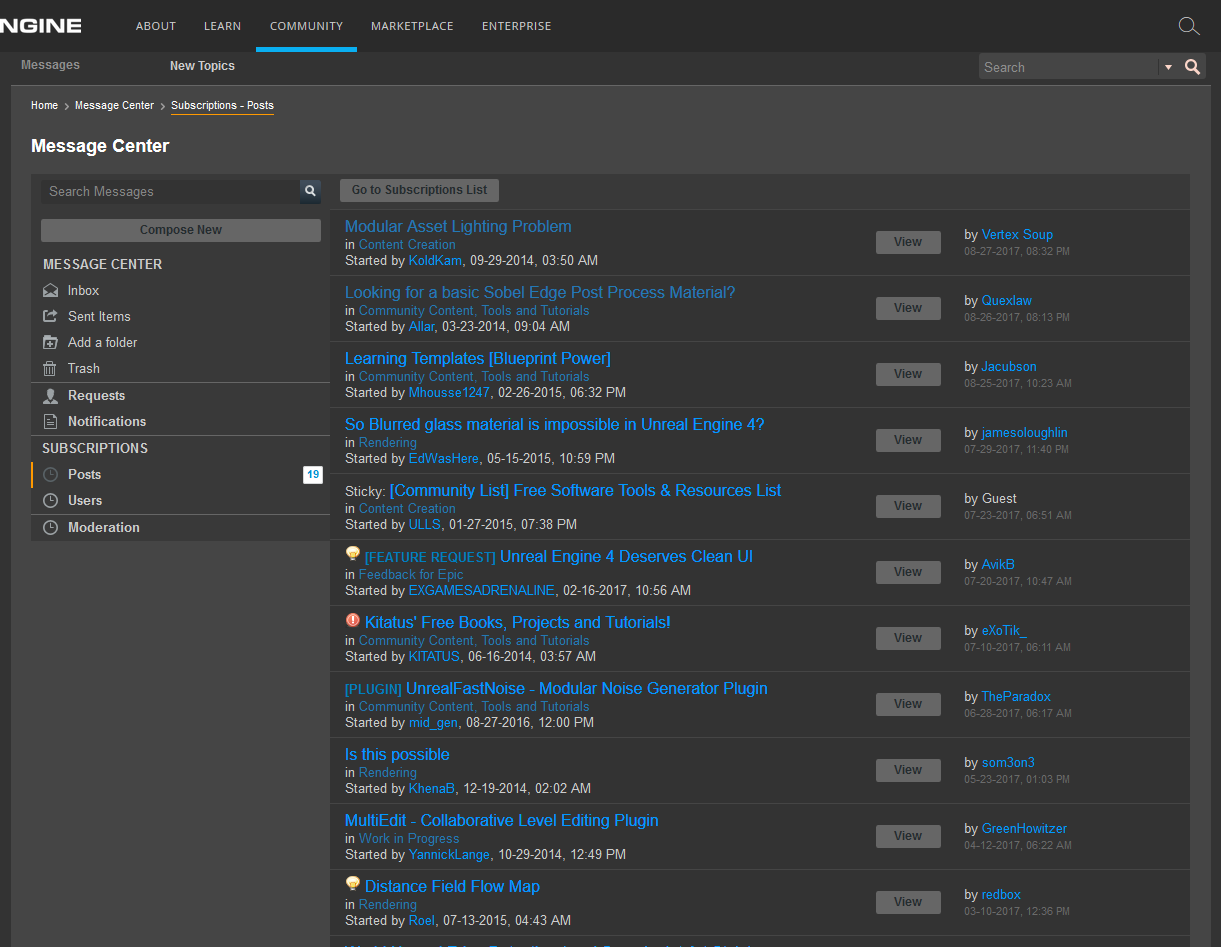 NGINE
ABOUT LEARN COMMUNITY MARKETPLACE ENTERPRISE
Messages New Topics
Search
Home > Message Center > Subscriptions - Posts
Message Center
Search Messages
Compose New
MESSAGE CENTER
Inbox
Sent Items
Add a folder
Trash
Requests
Notifications
SUBSCRIPTIONS
Posts 19
Users
Moderation
Go to Subscriptions List
Modular Asset Lighting Problem
in Content Creation
Started by KoldKam, 09-29-2014, 03:50 AM
View
by Vertex Soup
08-27-2017, 08:32 PM
Looking for a basic Sobel Edge Post Process Material?
in Community Content, Tools and Tutorials
Started by Allar, 03-23-2014, 09:04 AM
View
by Quexlaw
08-26-2017, 08:13 PM
Learning Templates [Blueprint Power]
in Community Content, Tools and Tutorials
Started by Mhousse1247, 02-26-2015, 06:32 PM
View
by Jacubson
08-25-2017, 10:23 AM
So Blurred glass material is impossible in Unreal Engine 4?
in Rendering
Started by EdWasHere, 05-15-2015, 10:59 PM
View
by jamesoloughlin
07-29-2017, 11:40 PM
Sticky: [Community List] Free Software Tools & Resources List
in Content Creation
Started by ULLS, 01-27-2015, 07:38 PM
View
by Guest
07-23-2017, 06:51 AM
[FEATURE REQUEST] Unreal Engine 4 Deserves Clean UI
in Feedback for Epic
Started by EXGAMESADRENALINE, 02-16-2017, 10:56 AM
View
by AvikB
07-20-2017, 10:47 AM
Kitatus' Free Books, Projects and Tutorials!
in Community Content, Tools and Tutorials
Started by KITATUS, 06-16-2014, 03:57 AM
View
by eXoTik_
07-10-2017, 06:11 AM
[PLUGIN] UnrealFastNoise - Modular Noise Generator Plugin
in Community Content, Tools and Tutorials
Started by mid_gen, 08-27-2016, 12:00 PM
View
by TheParadox
06-28-2017, 06:17 AM
Is this possible
in Rendering
Started by KhenaB, 12-19-2014, 02:02 AM
View
by som3on3
05-23-2017, 01:03 PM
MultiEdit - Collaborative Level Editing Plugin
in Work in Progress
Started by YannickLange, 10-29-2014, 12:49 PM
View
by GreenHowitzer
04-12-2017, 06:22 AM
Distance Field Flow Map
in Rendering
Started by Roel, 07-13-2015, 04:43 AM
View
by redbox
03-10-2017, 12:36 PM